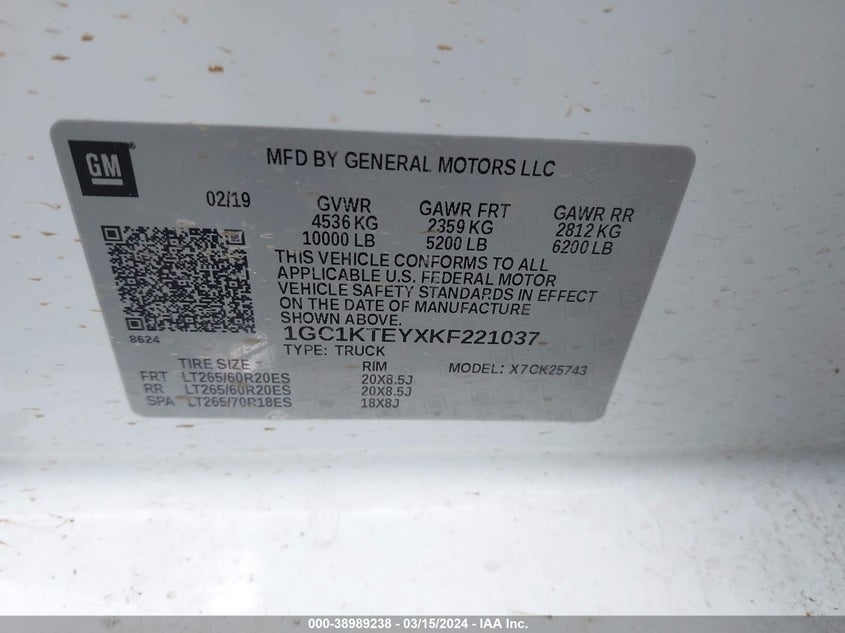 GM
MFD BY GENERAL MOTORS LLC
02/19
GVWR
4536 KG
10000 LB
GAWR FRT
2359 KG
5200 LB
GAWR RR
2812 KG
6200 LB
THIS VEHICLE CONFORMS TO ALL
APPLICABLE U.S. FEDERAL MOTOR
VEHICLE SAFETY STANDARDS IN EFFECT
ON THE DATE OF MANUFACTURE
SHOWN ABOVE.
8624
1GC1KTEYXKF221037
TYPE: TRUCK
MODEL: X7CK25743
TIRE SIZE RIM
FRT LT265/60R20ES 20X8.5J
RR LT265/60R20ES 20X8.5J
SPA LT265/70R18ES 18X8J
000-38989238 - 03/15/2024 - IAA Inc.